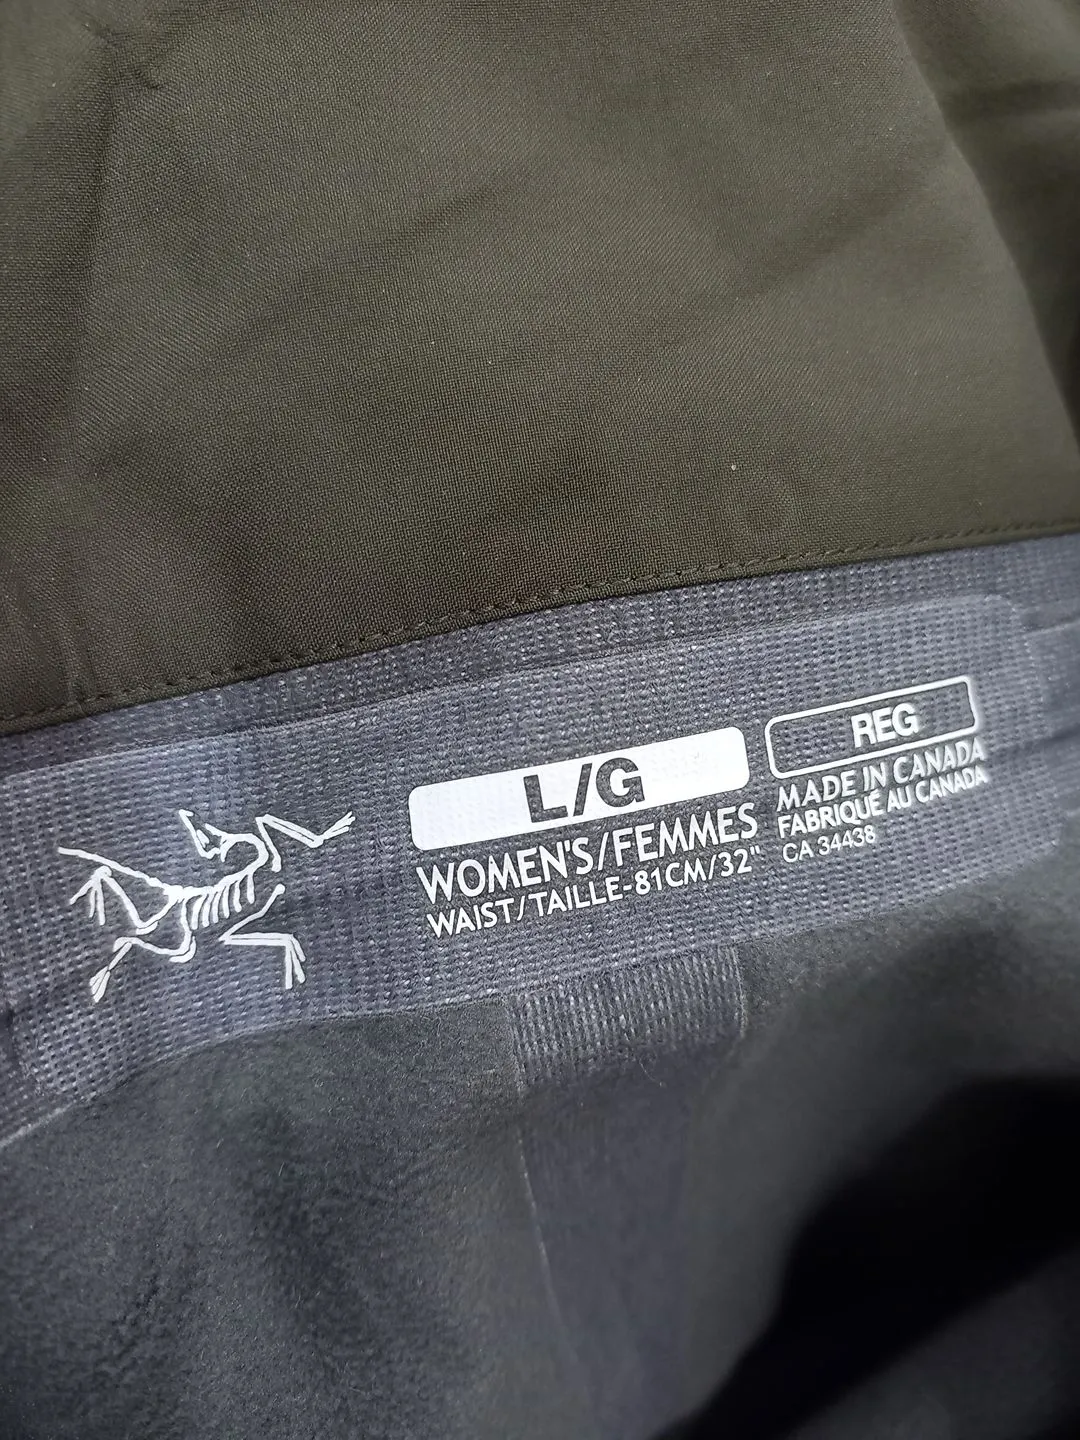 L/G
WOMEN'S/FEMMES
WAIST/TAILLE-81CM/32"
REG
MADE IN CANADA
FABRIQUÉ AU CANADA
CA 34438